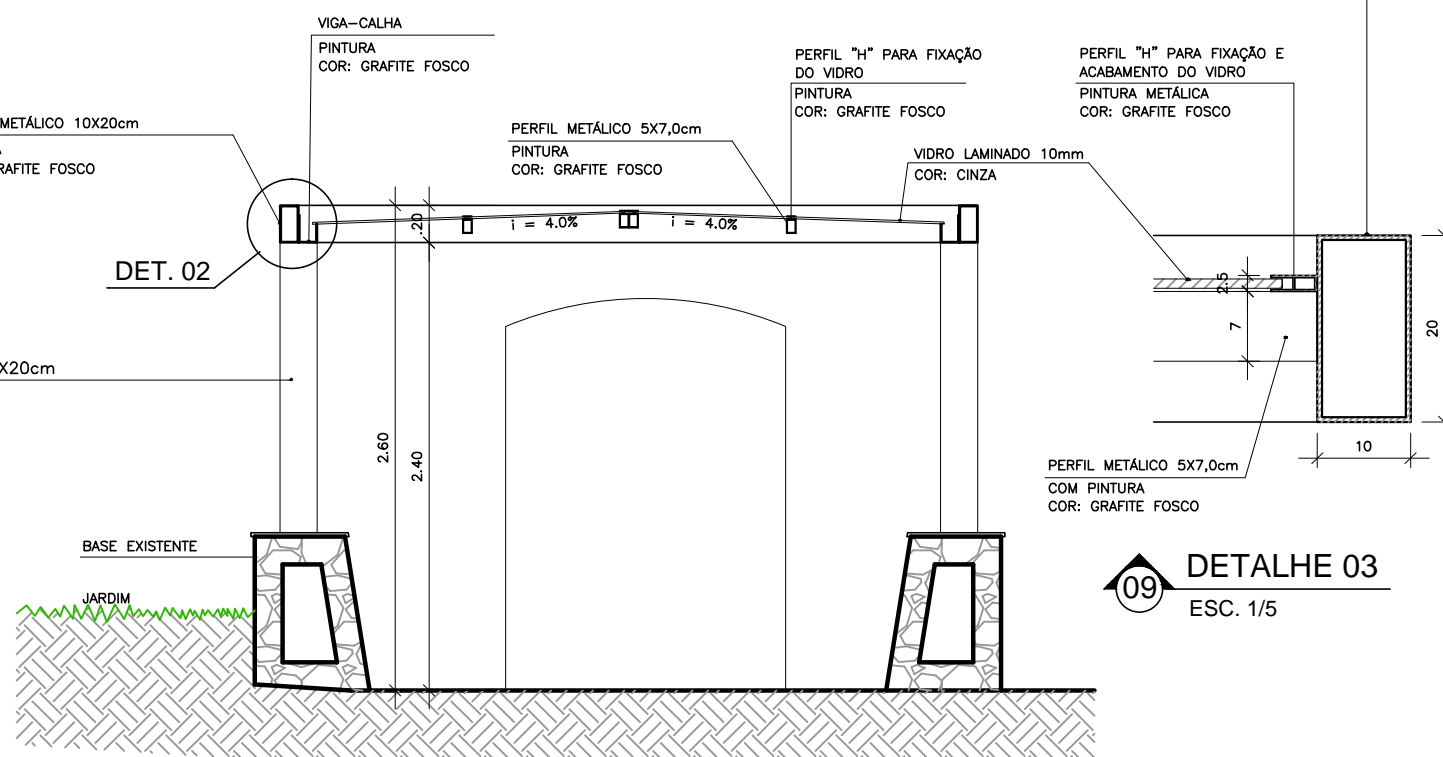 VIGA-CALHA
PINTURA
COR: GRAFITE FOSCO
METÁLICO 10X20cm
RAFITE FOSCO
PERFIL METÁLICO 5X7,0cm
PINTURA
COR: GRAFITE FOSCO
PERFIL "H" PARA FIXAÇÃO
DO VIDRO
PINTURA
COR: GRAFITE FOSCO
PERFIL "H" PARA FIXAÇÃO E
ACABAMENTO DO VIDRO
PINTURA METÁLICA
COR: GRAFITE FOSCO
VIDRO LAMINADO 10mm
COR: CINZA
.20
i = 4.0%
i = 4.0%
DET. 02
X20cm
2.60
2.40
BASE EXISTENTE
JARDIM
2.5
7
20
10
PERFIL METÁLICO 5X7,0cm
COM PINTURA
COR: GRAFITE FOSCO
09
DETALHE 03
ESC. 1/5